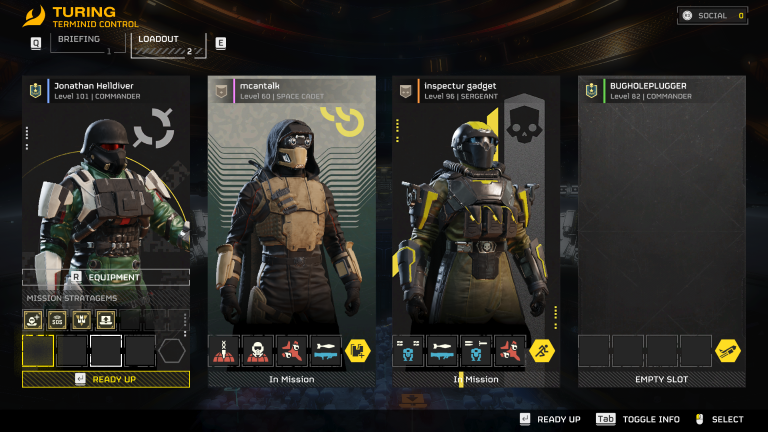 TURING
TERMINID CONTROL
SOCIAL 0
Q
BRIEFING
1
LOADOUT
2
E
Jonathan Helldiver
Level 101 | COMMANDER
mcantalk
Level 60 | SPACE CADET
Inspectur gadget
Level 96 | SERGEANT
BUGHOLEPLUGGER
Level 82 | COMMANDER
R EQUIPMENT
MISSION STRATAGEMS
SOS
READY UP
In Mission
In Mission
EMPTY SLOT
READY UP
Tab TOGGLE INFO
SELECT